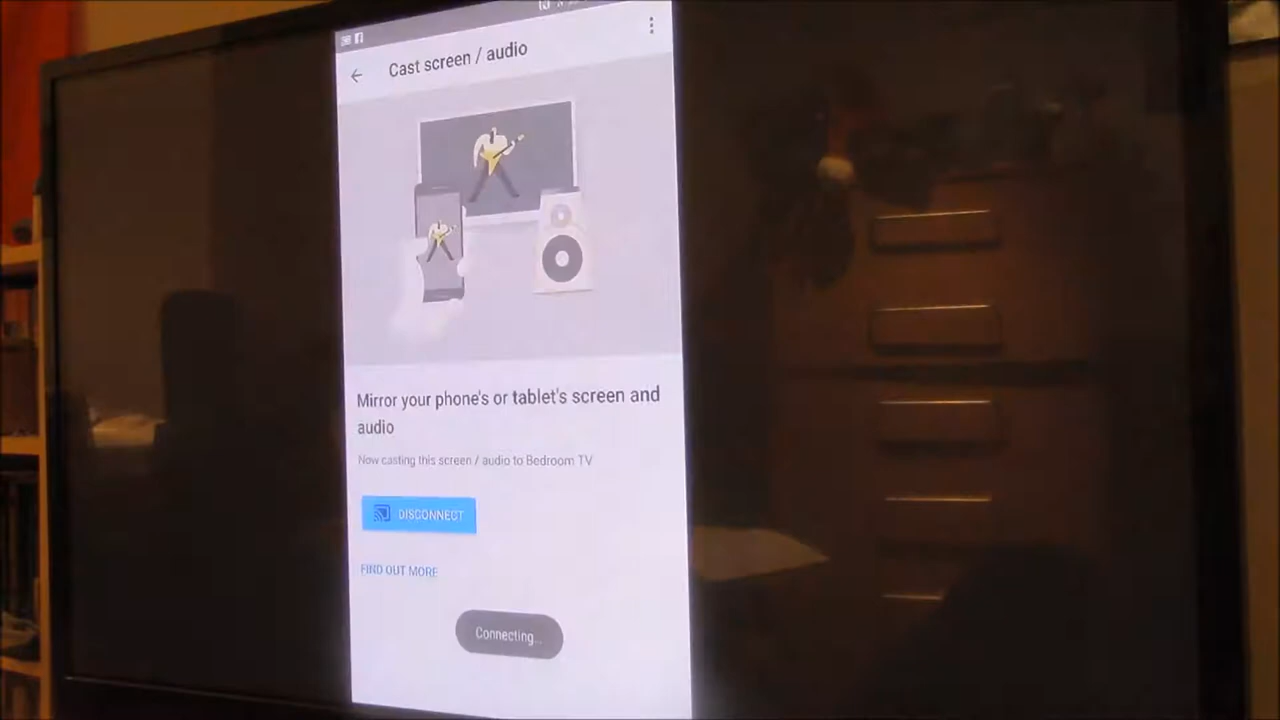 Cast screen / audio
Mirror your phone's or tablet's screen and
audio
Now casting this screen / audio to Bedroom TV
DISCONNECT
FIND OUT MORE
Connecting...